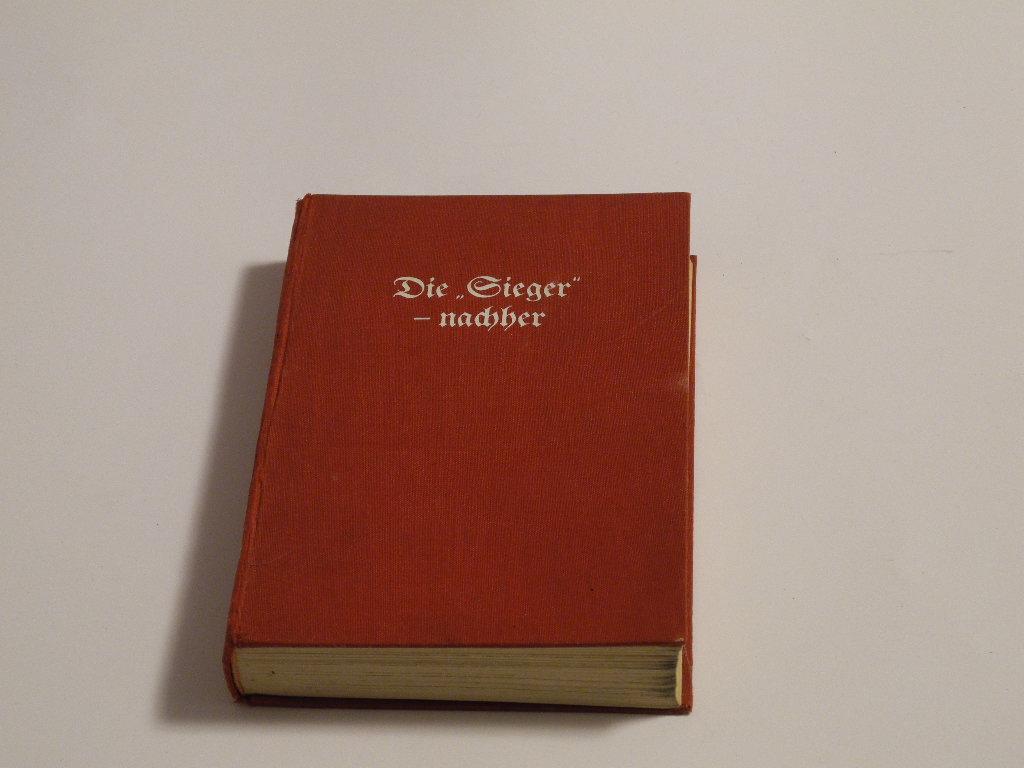 Die „Sieger“
– nachher